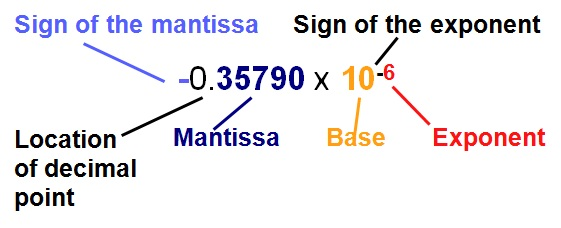 Sign of the mantissa
Sign of the exponent
-0.35790 x 10-6
Location
of decimal
point
Mantissa
Base
Exponent